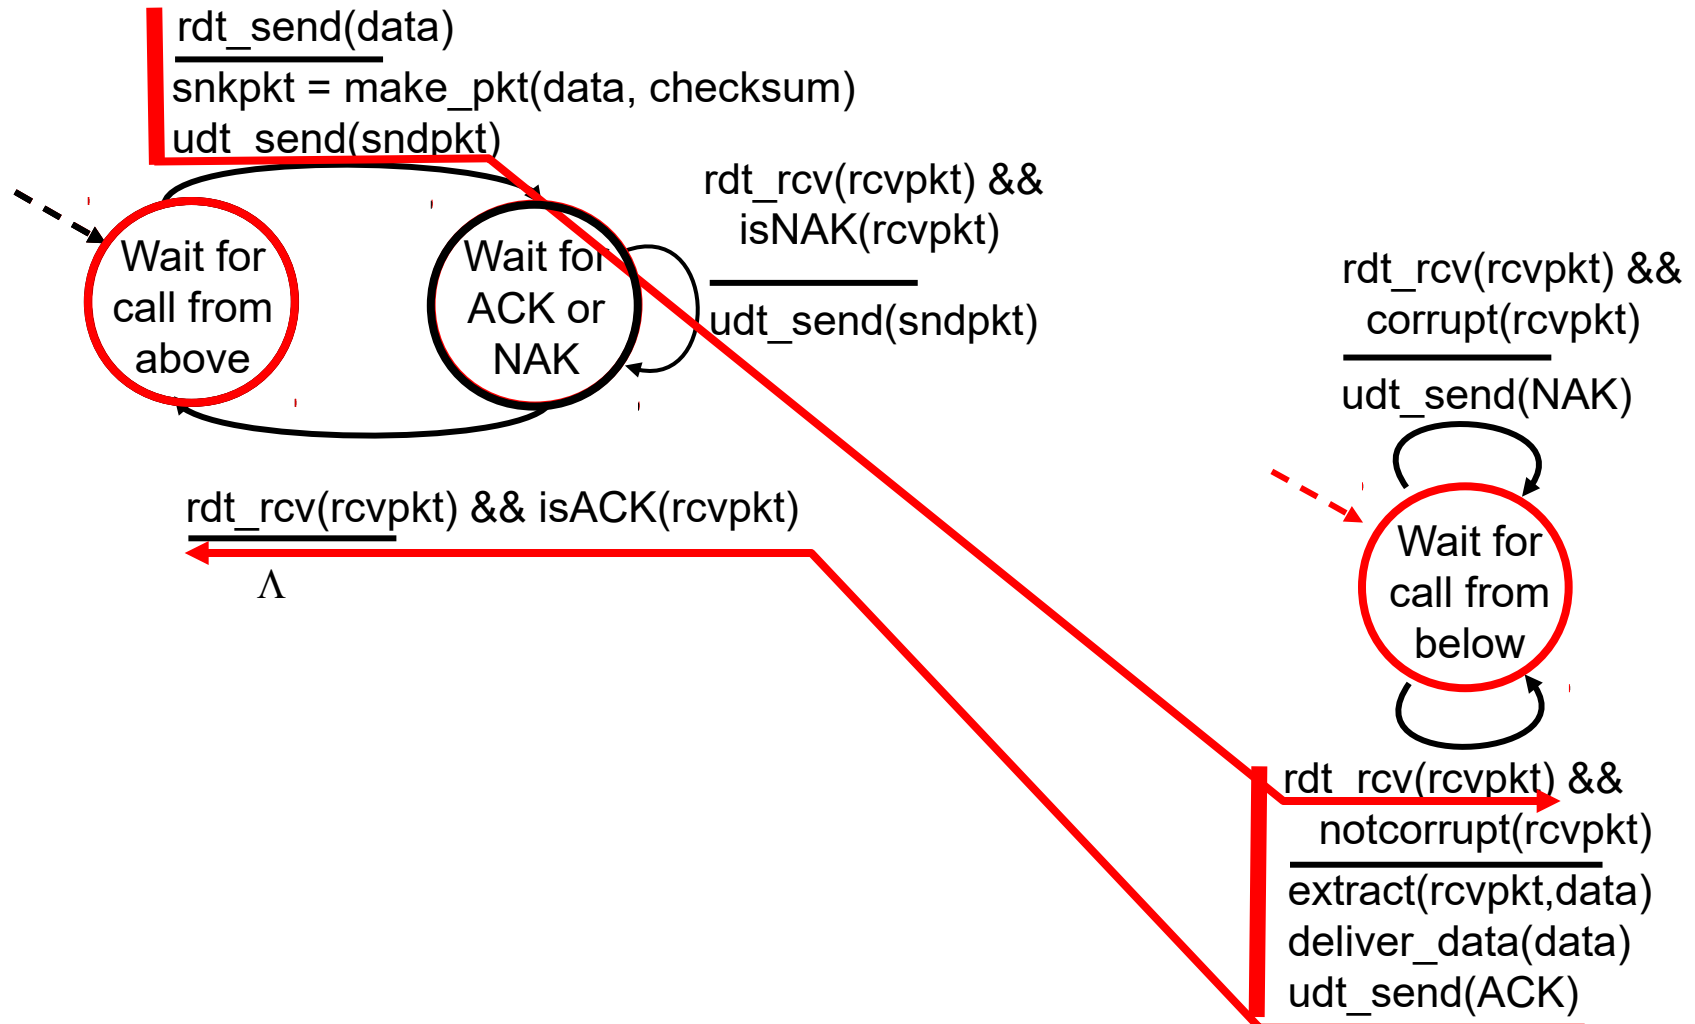 rdt_send(data)
snkpkt = make_pkt(data, checksum)
udt_send(sndpkt)
Wait for
call from
above
Wait for
ACK or
NAK
rdt_rcv(rcvpkt) &&
isNAK(rcvpkt)
udt_send(sndpkt)
rdt_rcv(rcvpkt) && isACK(rcvpkt)
Λ
rdt_rcv(rcvpkt) &&
corrupt(rcvpkt)
udt_send(NAK)
Wait for
call from
below
rdt_rcv(rcvpkt) &&
notcorrupt(rcvpkt)
extract(rcvpkt,data)
deliver_data(data)
udt_send(ACK)